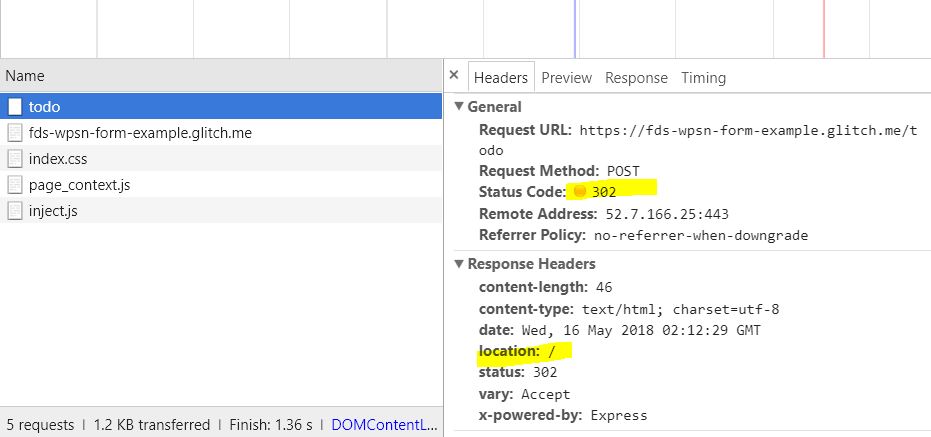 Name
todo
fds-wpsn-form-example.glitch.me
index.css
page_context.js
inject.js
5 requests | 1.2 KB transferred | Finish: 1.36 s | DOMContentL...
× Headers Preview Response Timing
▼ General
Request URL: https://fds-wpsn-form-example.glitch.me/t
odo
Request Method: POST
Status Code: 302
Remote Address: 52.7.166.25:443
Referrer Policy: no-referrer-when-downgrade
▼ Response Headers
content-length: 46
content-type: text/html; charset=utf-8
date: Wed, 16 May 2018 02:12:29 GMT
location: /
status: 302
vary: Accept
x-powered-by: Express